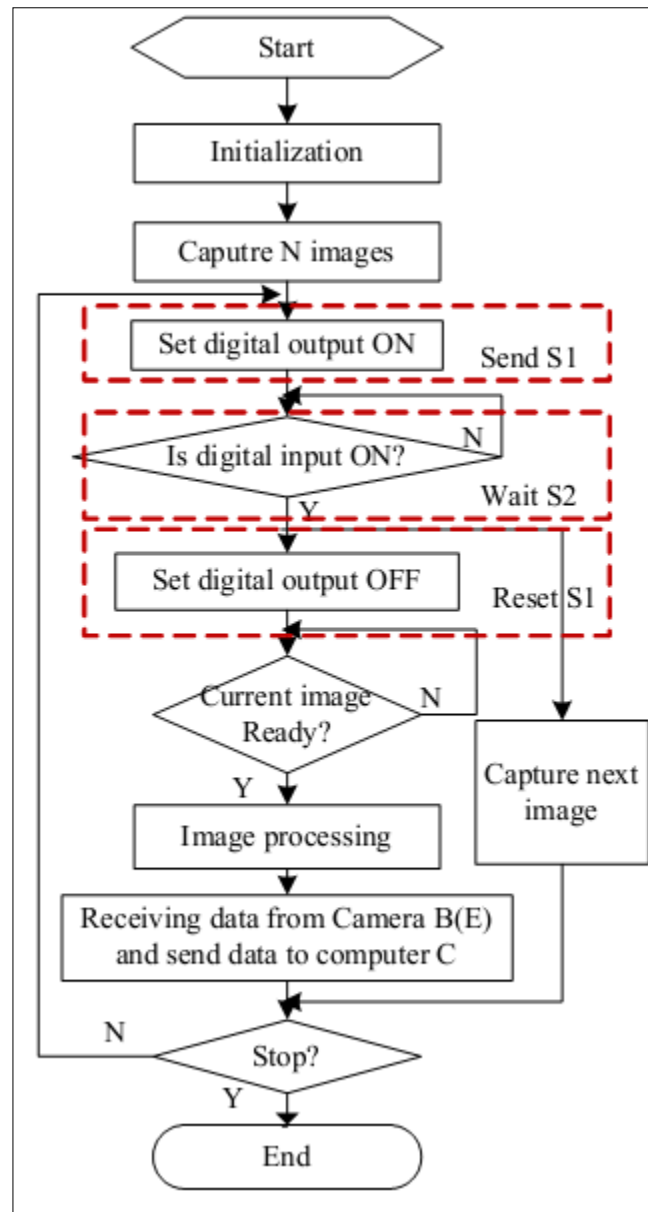 Start
Initialization
Caputre N images
Set digital output ON
Send S1
N
Is digital input ON?
Wait S2
Y
Set digital output OFF
Reset S1
Current image
N
Ready?
Capture next
image
Y
Image processing
Receiving data from Camera B(E)
and send data to computer C
N
Stop?
Y
End